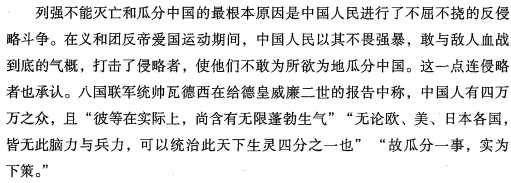 列强不能灭亡和瓜分中国的最根本原因是中国人民进行了不屈不挠的反侵
略斗争。在义和团反帝爱国运动期间，中国人民以其不畏强暴，敢与敌人血战
到底的气概，打击了侵略者，使他们不敢为所欲为地瓜分中国。这一点连侵略
者也承认。八国联军统帅瓦德西在给德皇威廉二世的报告中称，中国人有四万
万之众，且“彼等在实际上，尚含有无限蓬勃生气”“无论欧、美、日本各国，
皆无此脑力与兵力，可以统治此天下生灵四分之一也” “故瓜分一事，实为
下策。”